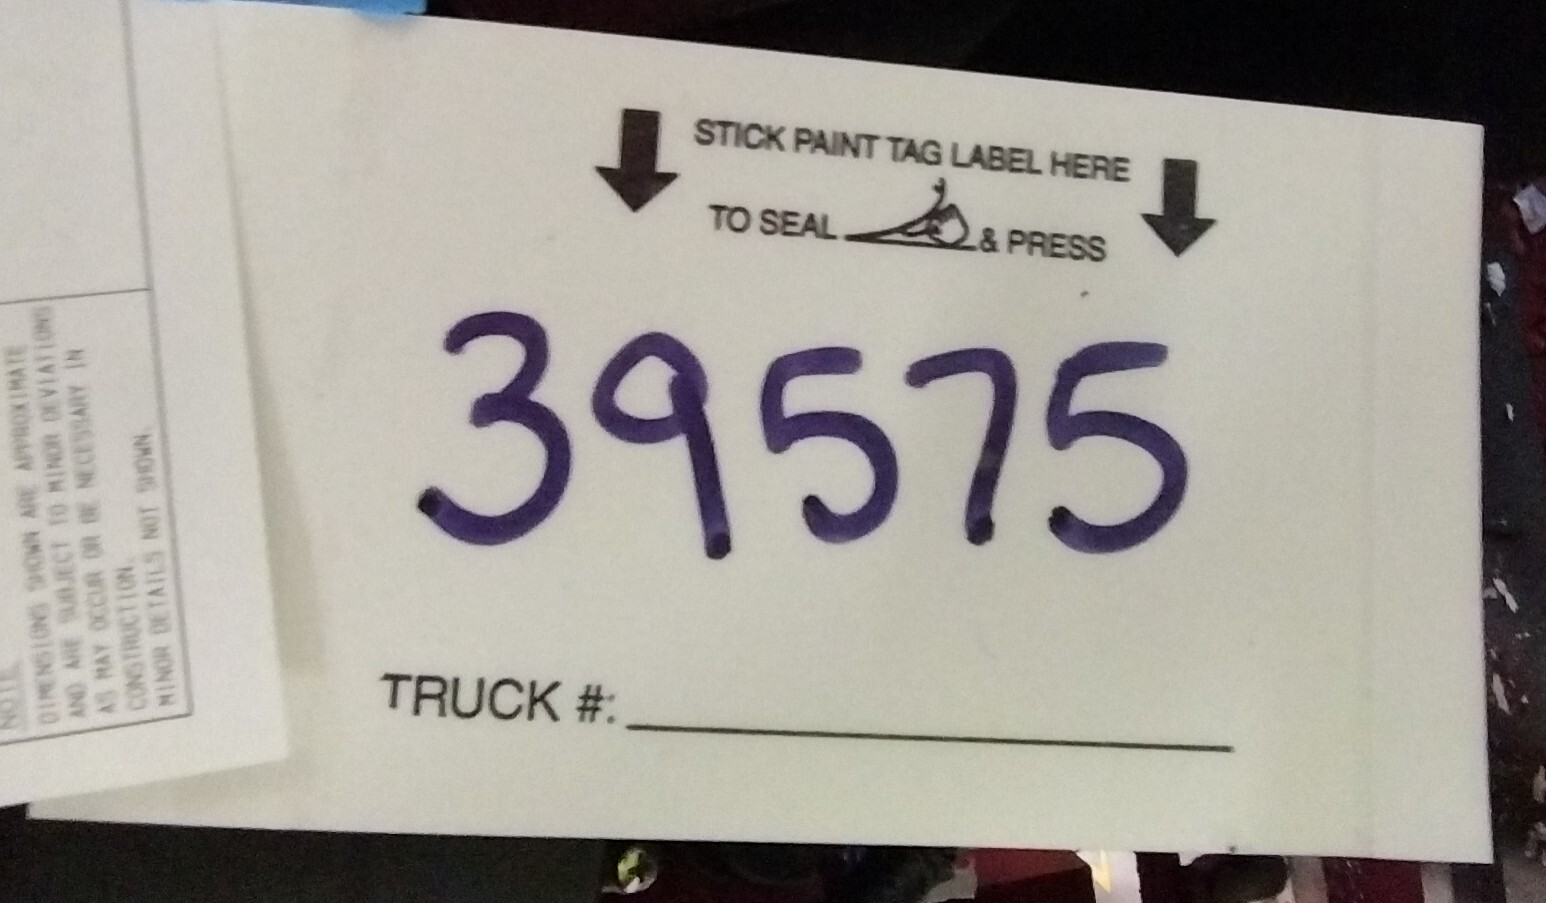 STICK PAINT TAG LABEL HERE
TO SEAL & PRESS
39575
TRUCK #:
NOTE
DIMENSIONS SHOWN ARE APPROXIMATE
AND ARE SUBJECT TO MINOR DEVIATIONS
AS MAY OCCUR OR BE NECESSARY IN
CONSTRUCTION.
MINOR DETAILS NOT SHOWN.